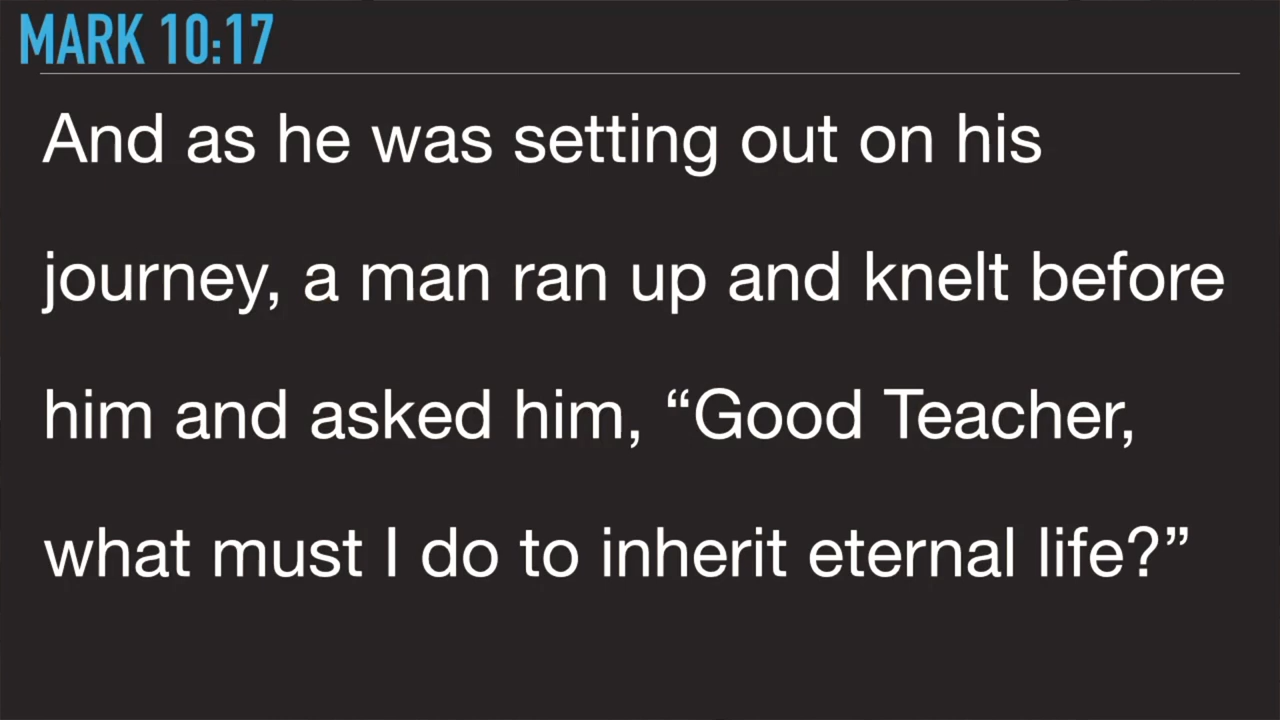 MARK 10:17
And as he was setting out on his
journey, a man ran up and knelt before
him and asked him, “Good Teacher,
what must I do to inherit eternal life?”